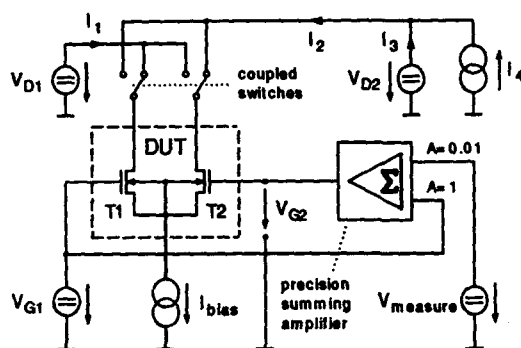 I1
I2
I3
I4
VD1
coupled
switches
VD2
DUT
A=0.01
Σ
A=1
T1
T2
VG2
precision
summing
amplifier
VG1
Ibias
Vmeasure